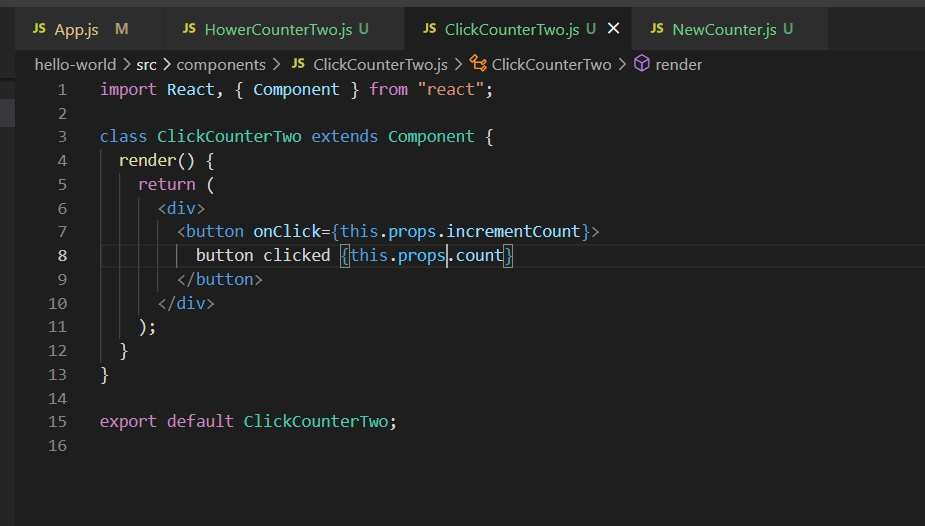 JS App.js M JS HowerCounterTwo.js U JS ClickCounterTwo.js U × JS NewCounter.js U
hello-world > src > components > JS ClickCounterTwo.js > ClickCounterTwo > render
1 import React, { Component } from "react";
2
3 class ClickCounterTwo extends Component {
4 render() {
5 return (
6 <div>
7 <button onClick={this.props.incrementCount}>
8 button clicked {this.props.count}
9 </button>
10 </div>
11 );
12 }
13 }
14
15 export default ClickCounterTwo;
16